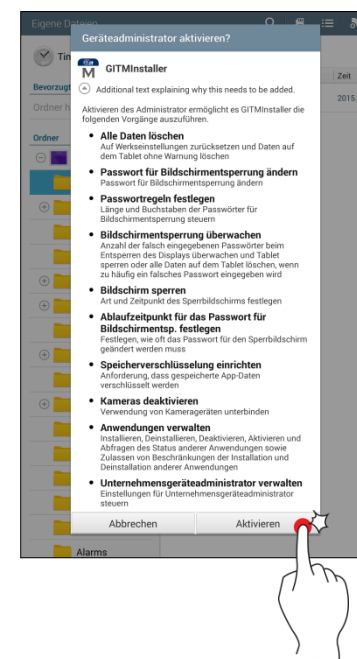 Eigene Dateien
Geräteadministrator aktivieren?
GITMInstaller
Additional text explaining why this needs to be added.
Aktivieren des Administrator ermöglicht es GITMInstaller die
folgenden Vorgänge auszuführen.
• Alle Daten löschen
Auf Werkseinstellungen zurücksetzen und Daten auf
dem Tablet ohne Warnung löschen
• Passwort für Bildschirmentsperrung ändern
Passwort für Bildschirmentsperrung ändern
• Passwortregeln festlegen
Länge und Buchstaben der Passwörter für
Bildschirmentsperrung steuern
• Bildschirmentsperrung überwachen
Anzahl der falsch eingegebenen Passwörter beim
Entsperren des Displays überwachen und Tablet
sperren oder alle Daten auf dem Tablet löschen, wenn
zu häufig ein falsches Passwort eingegeben wird
• Bildschirm sperren
Art und Zeitpunkt des Sperrbildschirms festlegen
• Ablaufzeitpunkt für das Passwort für
Bildschirmentsp. festlegen
Festlegen, wie oft das Passwort für den Sperrbildschirm
geändert werden muss
• Speicherverschlüsselung einrichten
Anforderung, dass gespeicherte App-Daten
verschlüsselt werden
• Kameras deaktivieren
Verwendung von Kamerageräten unterbinden
• Anwendungen verwalten
Installieren, Deinstallieren, Deaktivieren, Aktivieren und
Abfragen des Status anderer Anwendungen sowie
Zulassen von Beschränkungen der Installation und
Deinstallation anderer Anwendungen
• Unternehmensgeräteadministrator verwalten
Einstellungen für Unternehmensgeräteadministrator
steuern
Abbrechen Aktivieren
Tim
Bevorzugt
Ordner h
Ordner
Alarms
Zeit
2015.